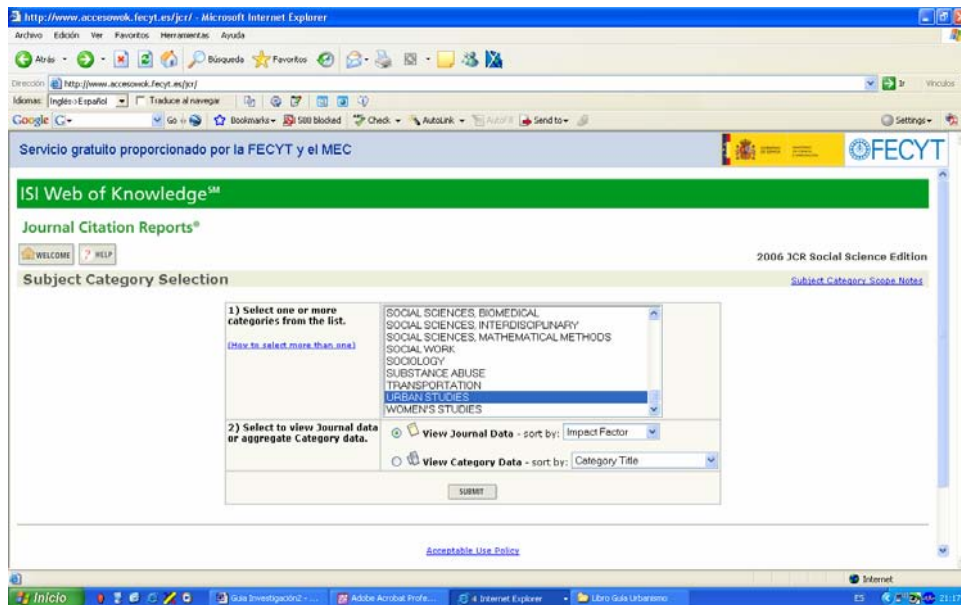 http://www.accesowok.fecyt.es/jcr/ - Microsoft Internet Explorer
Archivo Edición Ver Favoritos Herramientas Ayuda
Atrás Búsqueda Favoritos
Dirección http://www.accesowok.fecyt.es/jcr/ Ir Vínculos
Idiomas: Inglés->Español Traduce al navegar
Google G Go Bookmarks 500 blocked Check AutoLink AutoFill Send to Settings
Servicio gratuito proporcionado por la FECYT y el MEC FECYT
ISI Web of Knowledge℠
Journal Citation Reports®
WELCOME ? HELP 2006 JCR Social Science Edition
Subject Category Selection Subject Category Scope Notes
1) Select one or more
categories from the list.
(How to select more than one)
SOCIAL SCIENCES, BIOMEDICAL
SOCIAL SCIENCES, INTERDISCIPLINARY
SOCIAL SCIENCES, MATHEMATICAL METHODS
SOCIAL WORK
SOCIOLOGY
SUBSTANCE ABUSE
TRANSPORTATION
URBAN STUDIES
WOMEN'S STUDIES
2) Select to view Journal data
or aggregate Category data.
View Journal Data - sort by: Impact Factor
View Category Data - sort by: Category Title
SUBMIT
Acceptable Use Policy
Internet
Inicio Guia Investigación2 - ... Adobe Acrobat Profe... 4 Internet Explorer Libro Guia Urbanismo ES 21:17